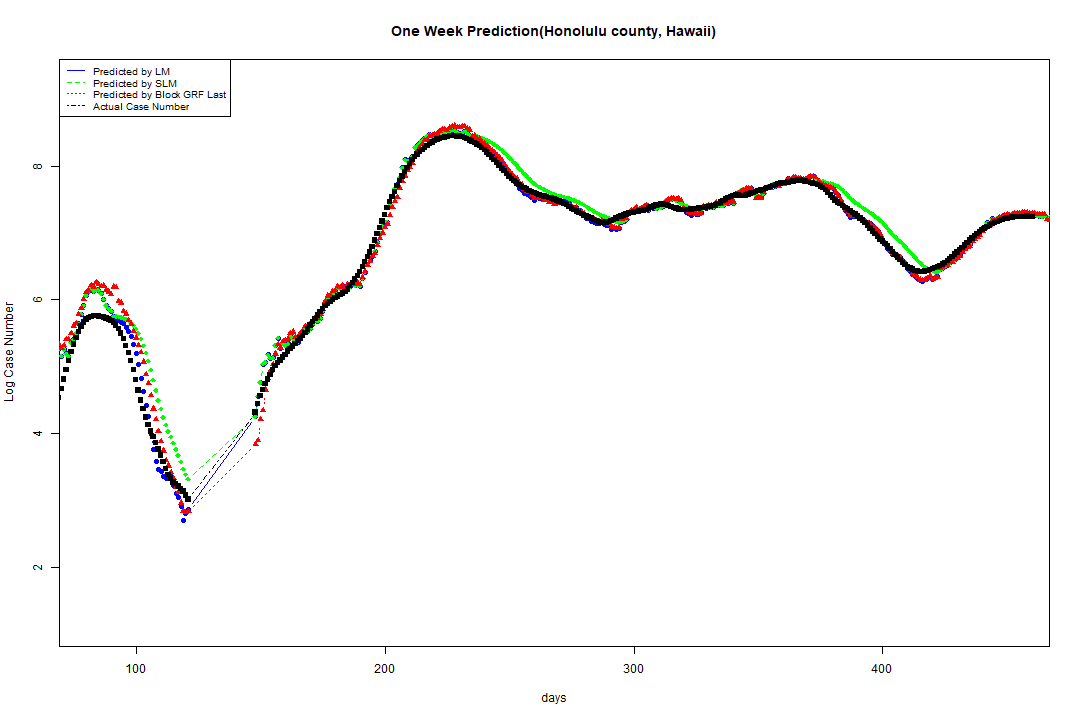 One Week Prediction(Honolulu county, Hawaii)
Predicted by LM
Predicted by SLM
Predicted by Block GRF Last
Actual Case Number
8
6
4
2
Log Case Number
100 200 300 400
days